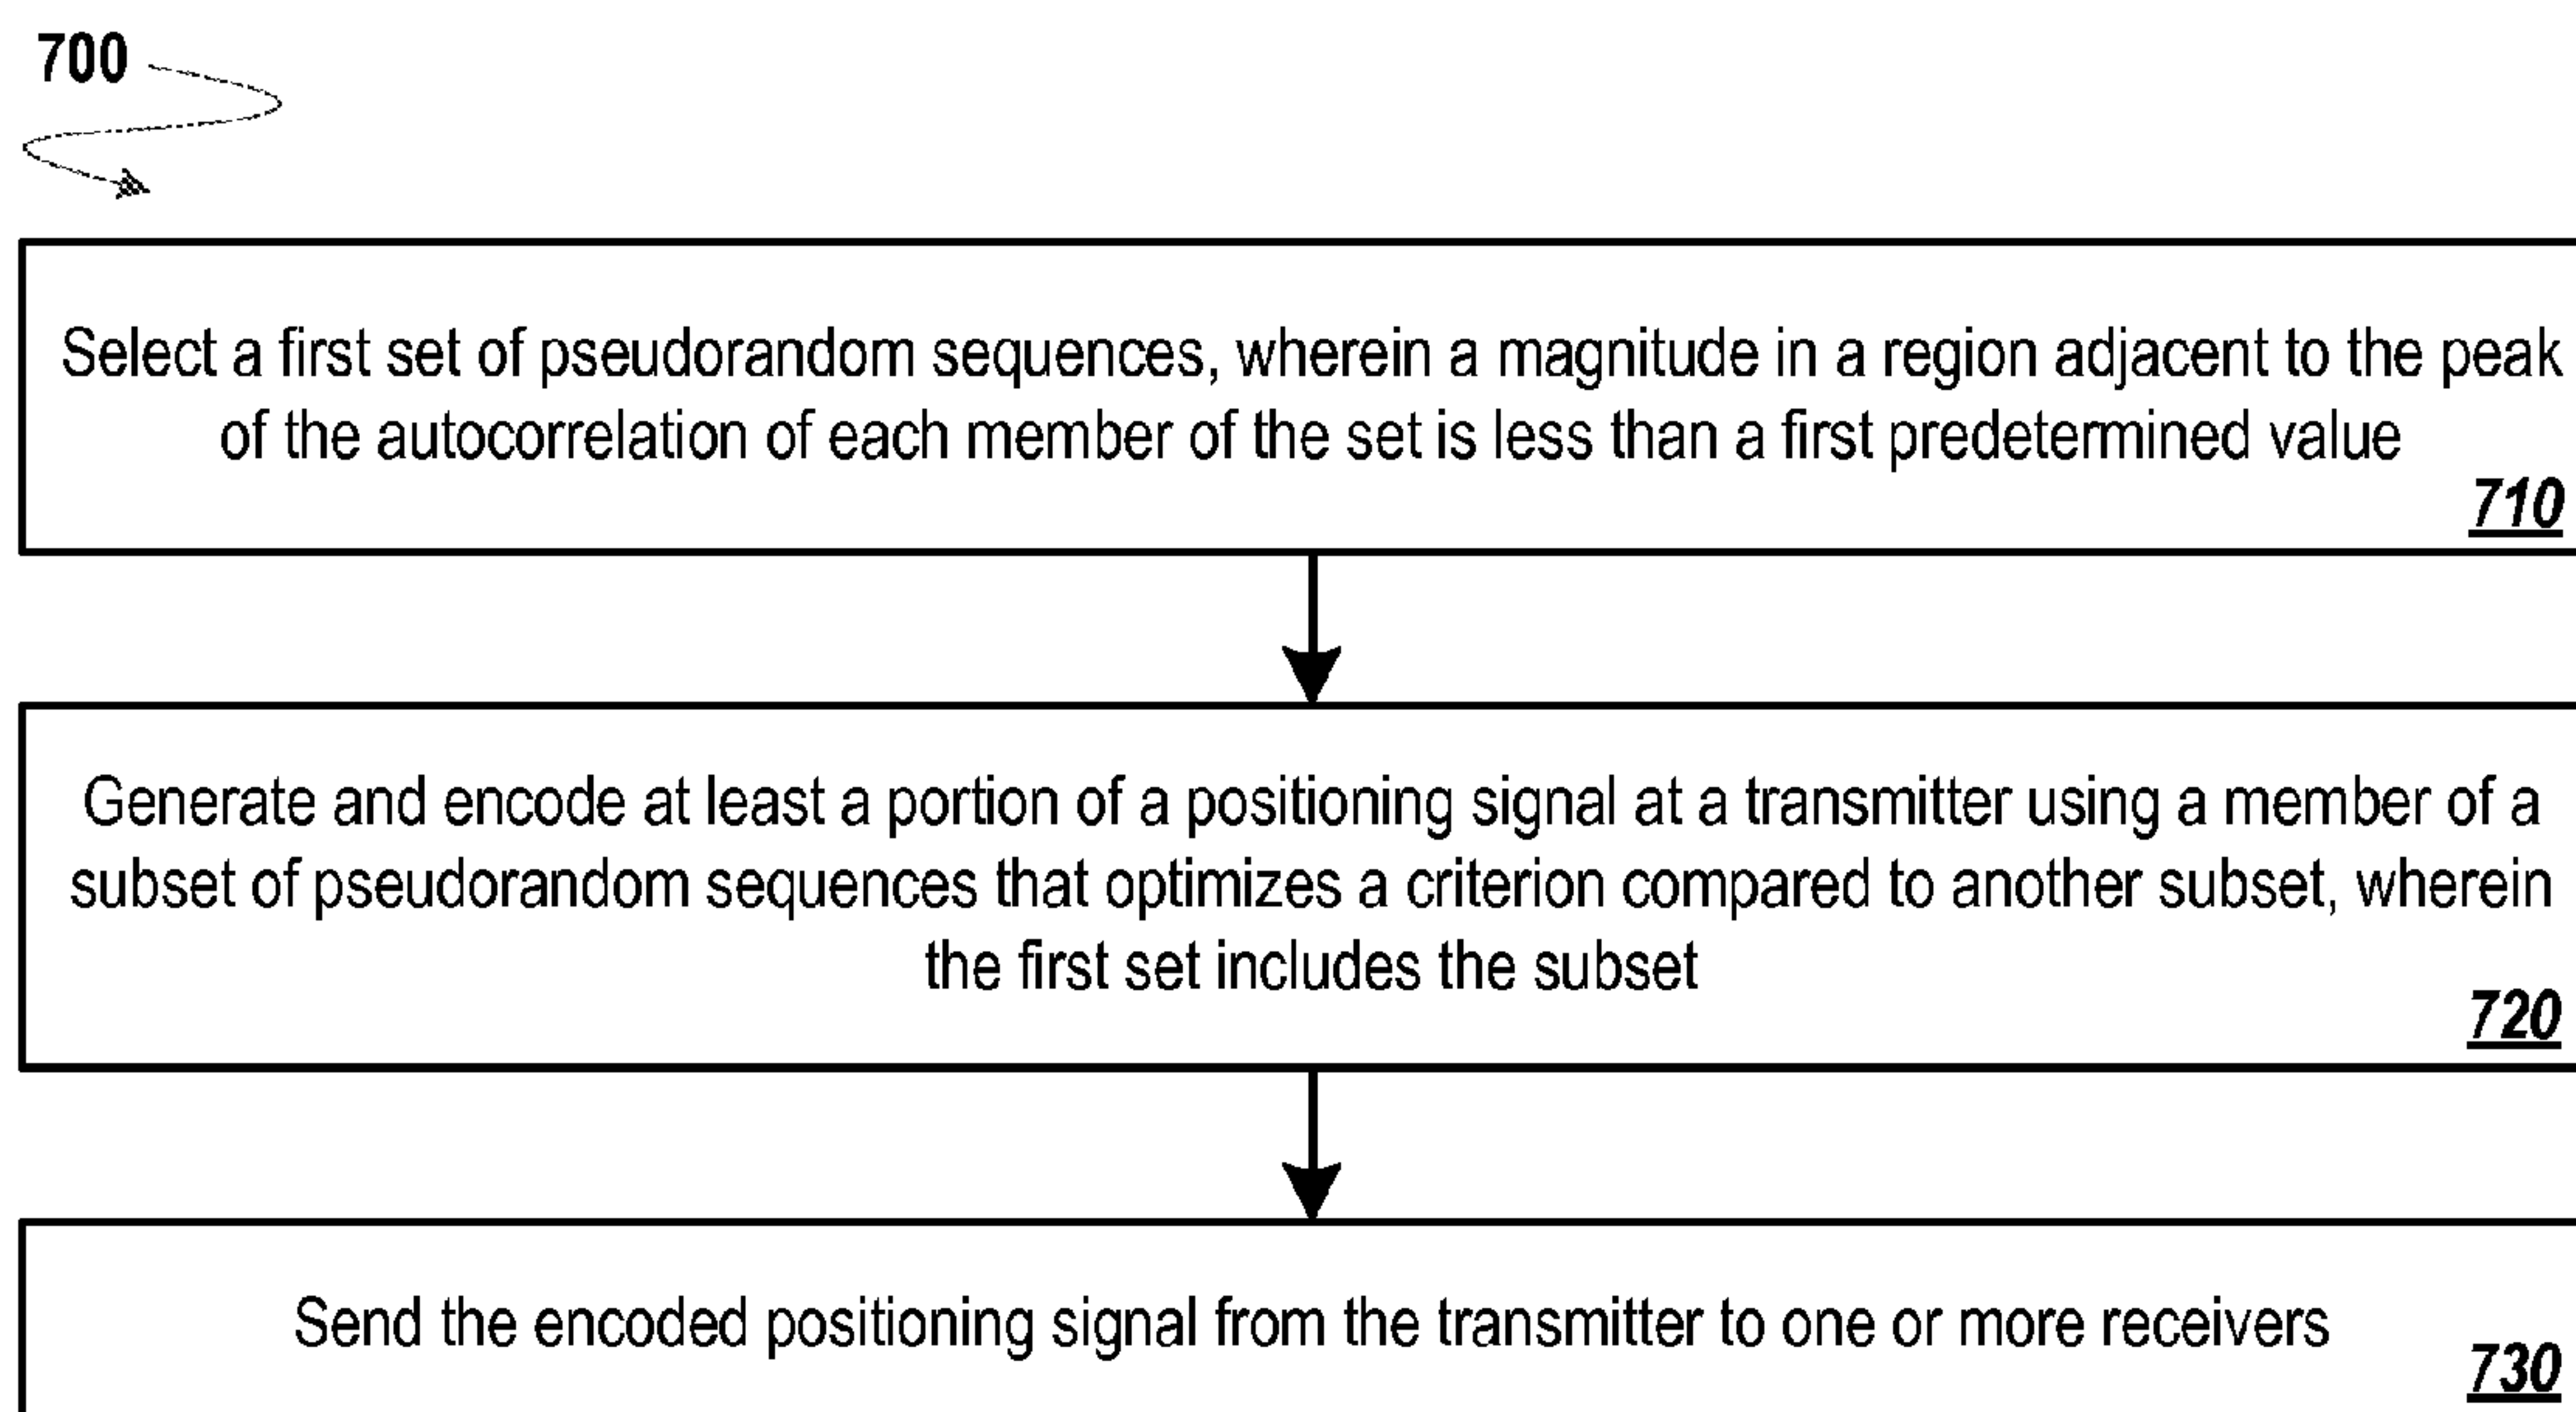 700
Select a first set of pseudorandom sequences, wherein a magnitude in a region adjacent to the peak
of the autocorrelation of each member of the set is less than a first predetermined value
710
Generate and encode at least a portion of a positioning signal at a transmitter using a member of a
subset of pseudorandom sequences that optimizes a criterion compared to another subset, wherein
the first set includes the subset
720
Send the encoded positioning signal from the transmitter to one or more receivers
730